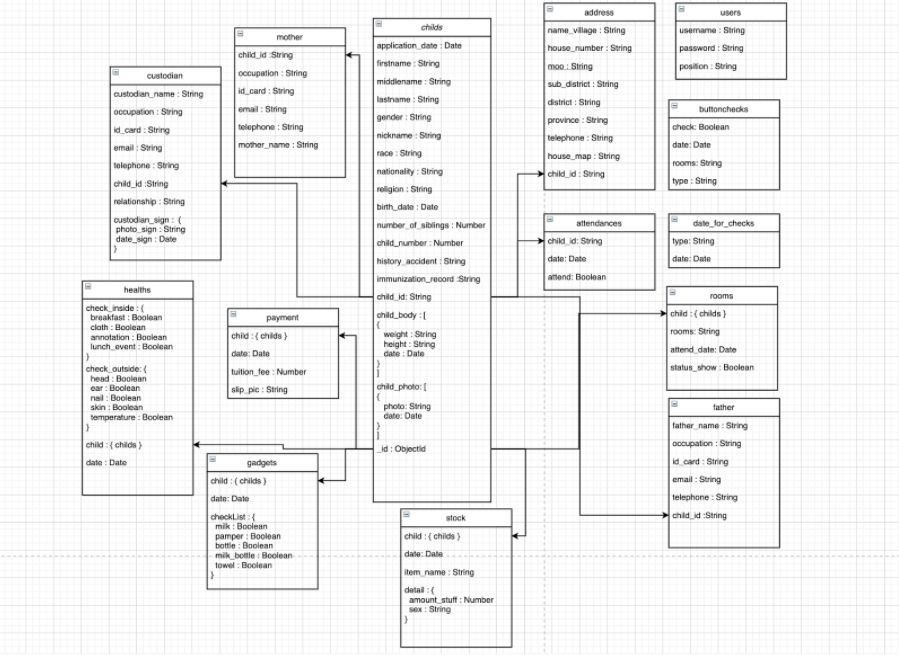 custodian
custodian_name : String
occupation : String
id_card : String
email : String
telephone : String
child_id :String
relationship : String
custodian_sign : {
photo_sign : String
date_sign : Date
}
mother
child_id :String
occupation : String
id_card : String
email : String
telephone : String
mother_name : String
childs
application_date : Date
firstname : String
middlename : String
lastname : String
gender : String
nickname : String
race : String
nationality : String
religion : String
birth_date : Date
number_of_siblings : Number
child_number : Number
history_accident : String
immunization_record :String
child_id: String
child_body : [
{
weight : String
height : String
date : Date
}
]
child_photo: [
{
photo: String
date: Date
}
]
_id : ObjectId
address
name_village : String
house_number : String
moo : String
sub_district : String
district : String
province : String
telephone : String
house_map : String
child_id : String
users
username : String
password : String
position : String
buttonchecks
check: Boolean
date: Date
rooms: String
type : String
attendances
child_id: String
date: Date
attend: Boolean
date_for_checks
type: String
date: Date
healths
check_inside : {
breakfast : Boolean
cloth : Boolean
annotation : Boolean
lunch_event : Boolean
}
check_outside: {
head : Boolean
ear : Boolean
nail : Boolean
skin : Boolean
temperature : Boolean
}
child : { childs }
date : Date
payment
child : { childs }
date: Date
tuition_fee : Number
slip_pic : String
rooms
child : { childs }
rooms: String
attend_date: Date
status_show : Boolean
father
father_name : String
occupation : String
id_card : String
email : String
telephone : String
child_id :String
gadgets
child : { childs }
date: Date
checkList : {
milk : Boolean
pamper : Boolean
bottle : Boolean
milk_bottle : Boolean
towel : Boolean
}
stock
child : { childs }
date: Date
item_name : String
detail : {
amount_stuff : Number
sex : String
}